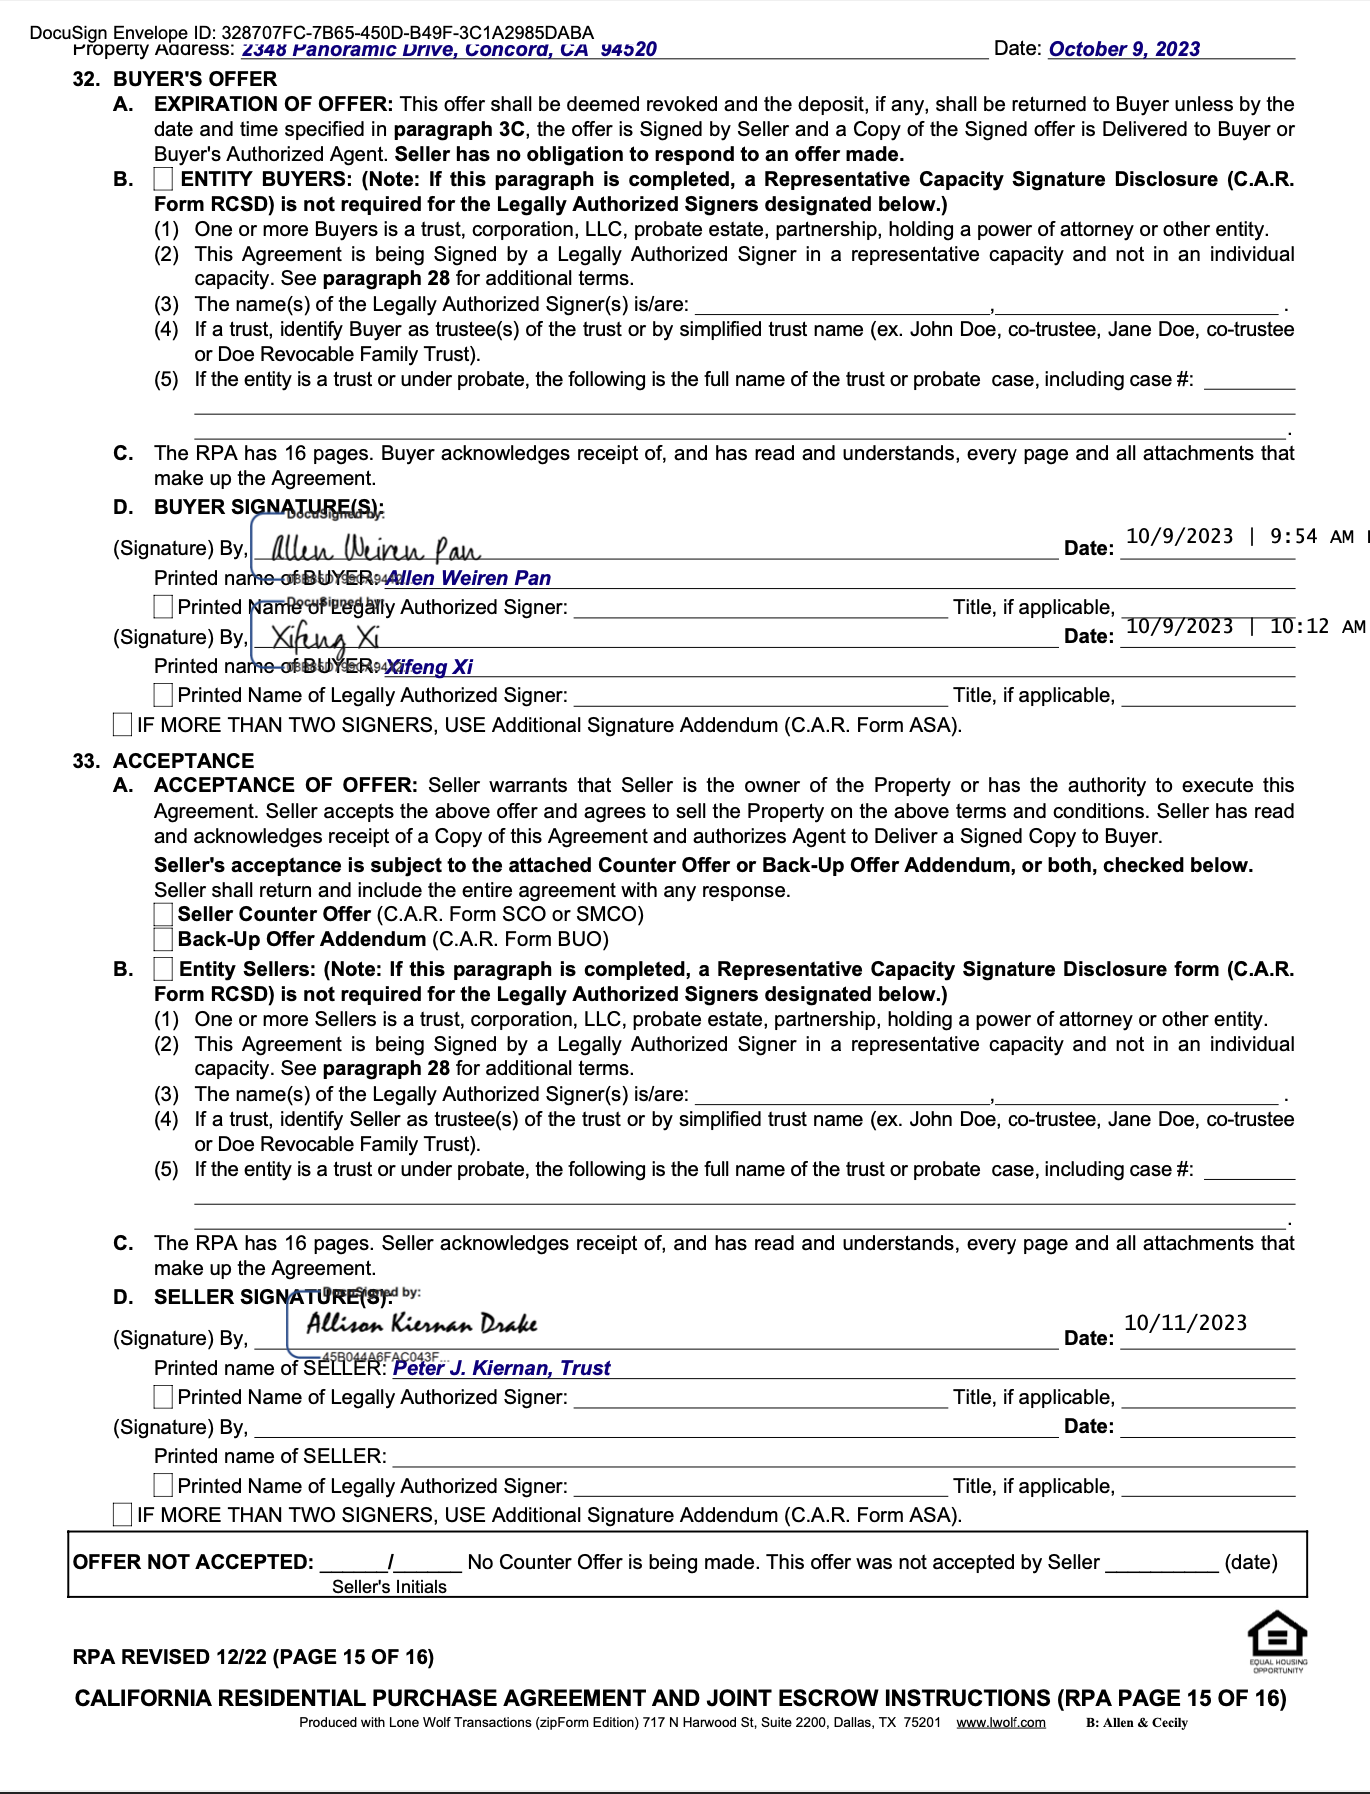 DocuSign Envelope ID: 328707FC-7B65-450D-B49F-3C1A2985DABA
Property Address: 2348 Panoramic Drive, Concord, CA 94520 Date: October 9, 2023
32. BUYER'S OFFER
A. EXPIRATION OF OFFER: This offer shall be deemed revoked and the deposit, if any, shall be returned to Buyer unless by the
date and time specified in paragraph 3C, the offer is Signed by Seller and a Copy of the Signed offer is Delivered to Buyer or
Buyer's Authorized Agent. Seller has no obligation to respond to an offer made.
B. ENTITY BUYERS: (Note: If this paragraph is completed, a Representative Capacity Signature Disclosure (C.A.R.
Form RCSD) is not required for the Legally Authorized Signers designated below.)
(1) One or more Buyers is a trust, corporation, LLC, probate estate, partnership, holding a power of attorney or other entity.
(2) This Agreement is being Signed by a Legally Authorized Signer in a representative capacity and not in an individual
capacity. See paragraph 28 for additional terms.
(3) The name(s) of the Legally Authorized Signer(s) is/are: , .
(4) If a trust, identify Buyer as trustee(s) of the trust or by simplified trust name (ex. John Doe, co-trustee, Jane Doe, co-trustee
or Doe Revocable Family Trust).
(5) If the entity is a trust or under probate, the following is the full name of the trust or probate case, including case #:
.
C. The RPA has 16 pages. Buyer acknowledges receipt of, and has read and understands, every page and all attachments that
make up the Agreement.
D. BUYER SIGNATURE(S):
DocuSigned by:
(Signature) By, Allen Weiren Pan Date: 10/9/2023 | 9:54 AM
Printed name of BUYER: Allen Weiren Pan
DocuSigned by:
Printed Name of Legally Authorized Signer: Title, if applicable,
(Signature) By, Xifeng Xi Date: 10/9/2023 | 10:12 AM
Printed name of BUYER: Xifeng Xi
Printed Name of Legally Authorized Signer: Title, if applicable,
IF MORE THAN TWO SIGNERS, USE Additional Signature Addendum (C.A.R. Form ASA).
33. ACCEPTANCE
A. ACCEPTANCE OF OFFER: Seller warrants that Seller is the owner of the Property or has the authority to execute this
Agreement. Seller accepts the above offer and agrees to sell the Property on the above terms and conditions. Seller has read
and acknowledges receipt of a Copy of this Agreement and authorizes Agent to Deliver a Signed Copy to Buyer.
Seller's acceptance is subject to the attached Counter Offer or Back-Up Offer Addendum, or both, checked below.
Seller shall return and include the entire agreement with any response.
Seller Counter Offer (C.A.R. Form SCO or SMCO)
Back-Up Offer Addendum (C.A.R. Form BUO)
B. Entity Sellers: (Note: If this paragraph is completed, a Representative Capacity Signature Disclosure form (C.A.R.
Form RCSD) is not required for the Legally Authorized Signers designated below.)
(1) One or more Sellers is a trust, corporation, LLC, probate estate, partnership, holding a power of attorney or other entity.
(2) This Agreement is being Signed by a Legally Authorized Signer in a representative capacity and not in an individual
capacity. See paragraph 28 for additional terms.
(3) The name(s) of the Legally Authorized Signer(s) is/are: , .
(4) If a trust, identify Seller as trustee(s) of the trust or by simplified trust name (ex. John Doe, co-trustee, Jane Doe, co-trustee
or Doe Revocable Family Trust).
(5) If the entity is a trust or under probate, the following is the full name of the trust or probate case, including case #:
.
C. The RPA has 16 pages. Seller acknowledges receipt of, and has read and understands, every page and all attachments that
make up the Agreement.
D. SELLER SIGNATURE(S):
DocuSigned by:
(Signature) By, Allison Kiernan Drake Date: 10/11/2023
45B044A6FAC043F...
Printed name of SELLER: Peter J. Kiernan, Trust
Printed Name of Legally Authorized Signer: Title, if applicable,
(Signature) By, Date:
Printed name of SELLER:
Printed Name of Legally Authorized Signer: Title, if applicable,
IF MORE THAN TWO SIGNERS, USE Additional Signature Addendum (C.A.R. Form ASA).
OFFER NOT ACCEPTED: / No Counter Offer is being made. This offer was not accepted by Seller (date)
Seller's Initials
EQUAL HOUSING
OPPORTUNITY
RPA REVISED 12/22 (PAGE 15 OF 16)
CALIFORNIA RESIDENTIAL PURCHASE AGREEMENT AND JOINT ESCROW INSTRUCTIONS (RPA PAGE 15 OF 16)
Produced with Lone Wolf Transactions (zipForm Edition) 717 N Harwood St, Suite 2200, Dallas, TX 75201 www.lwolf.com B: Allen & Cecily